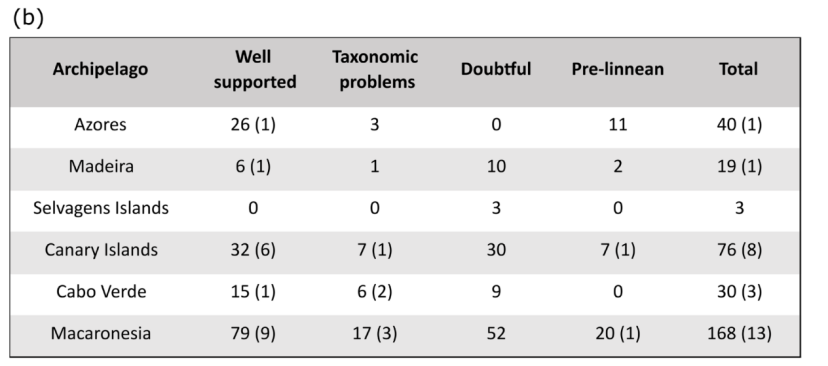 (b)
Archipelago Well supported Taxonomic problems Doubtful Pre-linnean Total
Azores 26 (1) 3 0 11 40 (1)
Madeira 6 (1) 1 10 2 19 (1)
Selvagens Islands 0 0 3 0 3
Canary Islands 32 (6) 7 (1) 30 7 (1) 76 (8)
Cabo Verde 15 (1) 6 (2) 9 0 30 (3)
Macaronesia 79 (9) 17 (3) 52 20 (1) 168 (13)